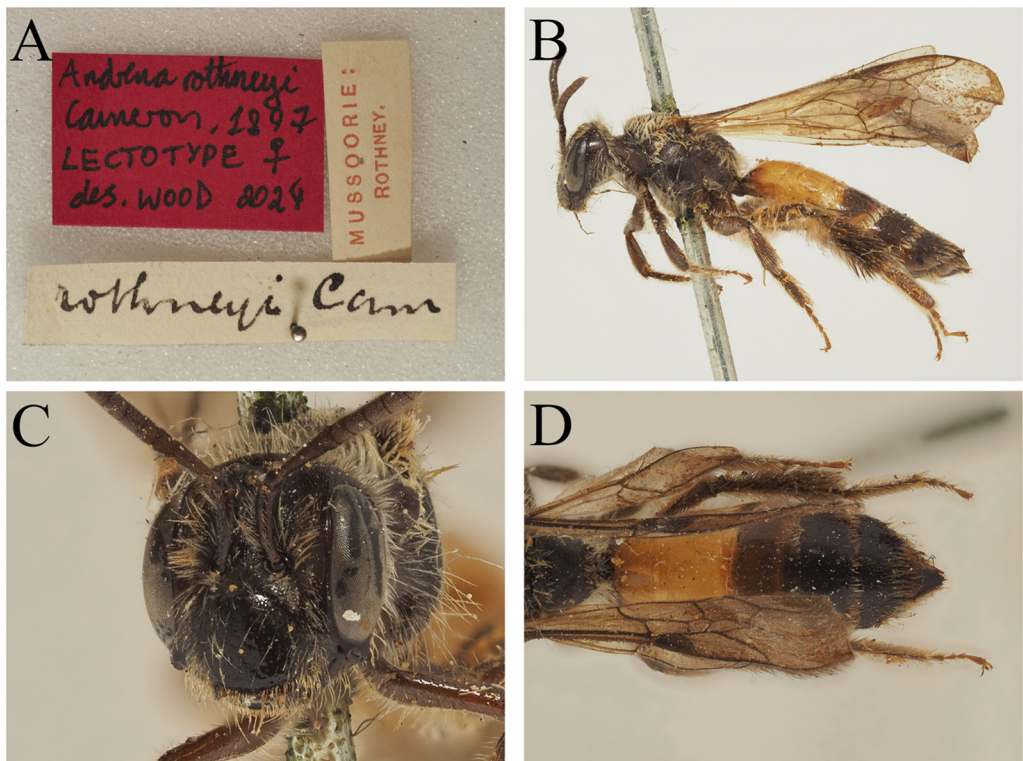 A
Andrena rothneyi
Cameron, 1897
LECTOTYPE ♀
des. WOOD 2024
MUSSOORIE:
ROTHNEY.
rothneyi Cam
B
C
D